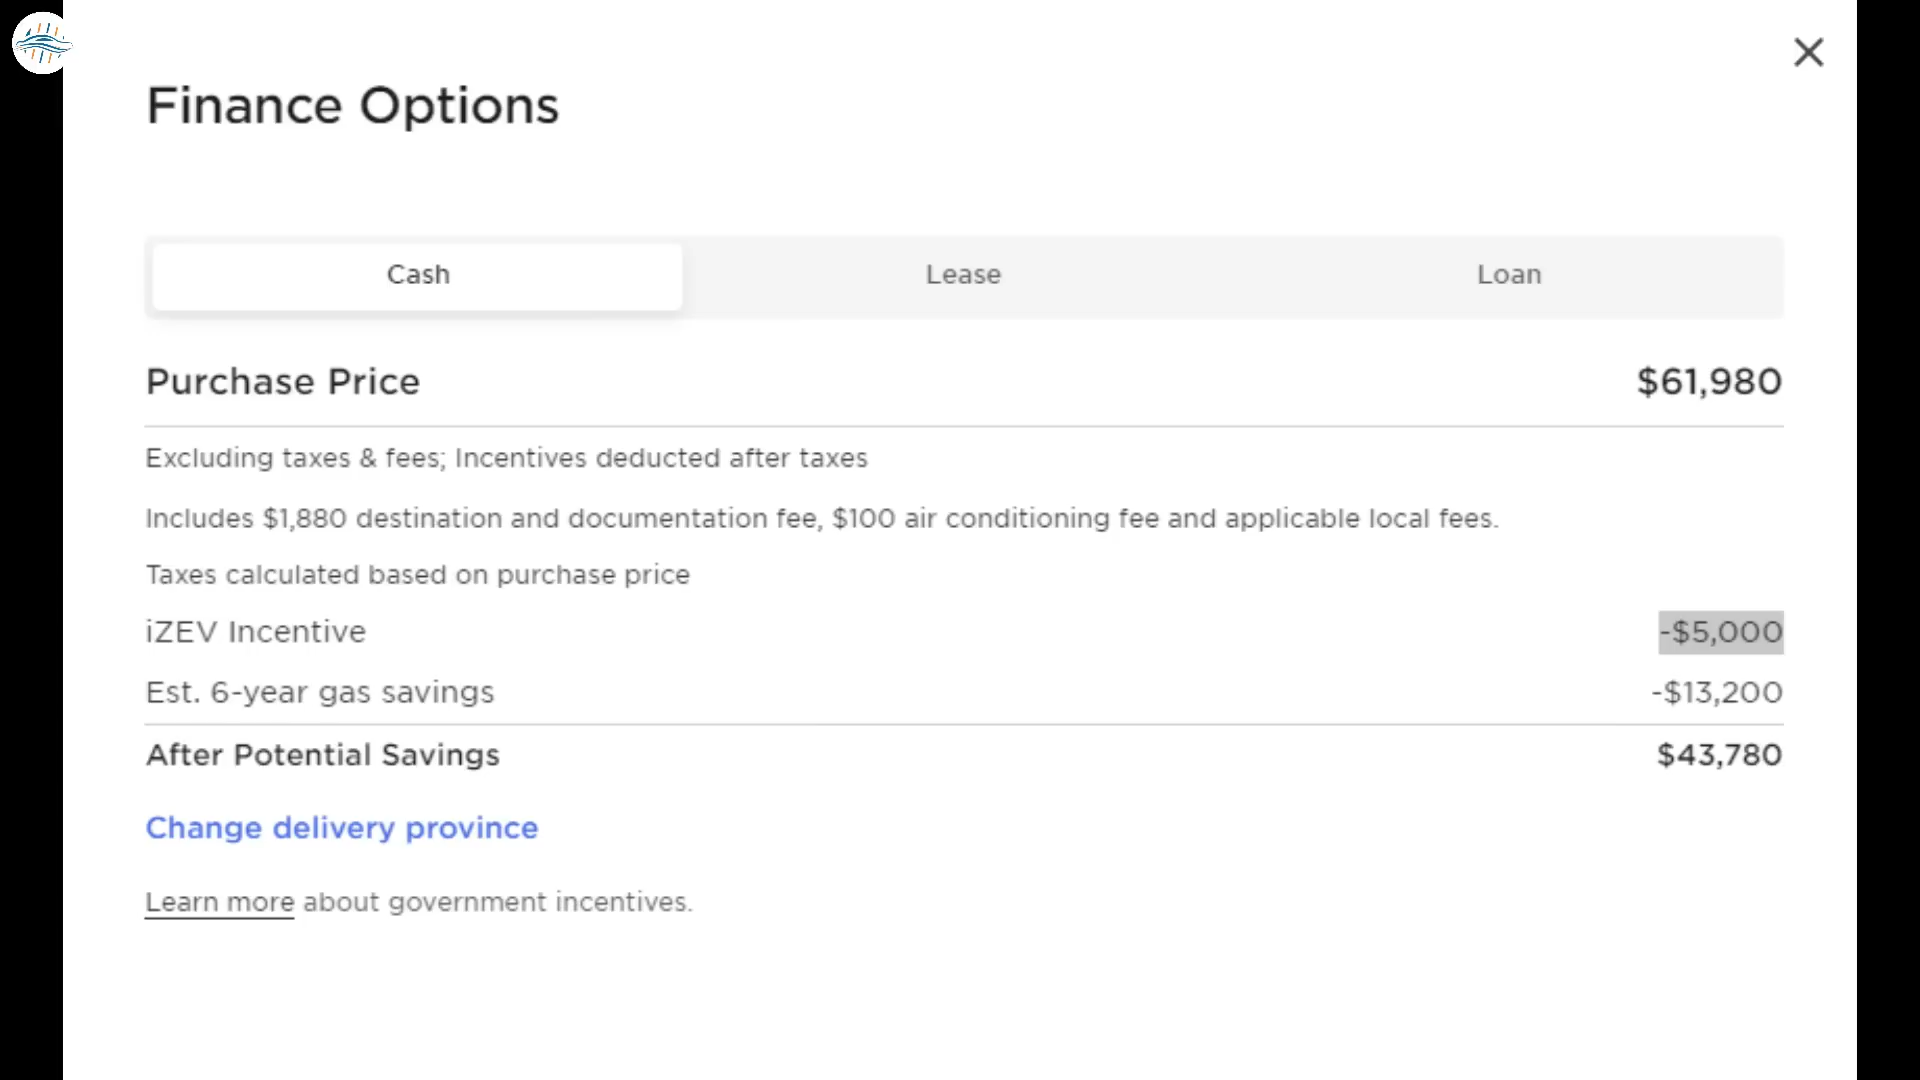 Finance Options
Cash Lease Loan
Purchase Price $61,980
Excluding taxes & fees; Incentives deducted after taxes
Includes $1,880 destination and documentation fee, $100 air conditioning fee and applicable local fees.
Taxes calculated based on purchase price
iZEV Incentive -$5,000
Est. 6-year gas savings -$13,200
After Potential Savings $43,780
Change delivery province
Learn more about government incentives.